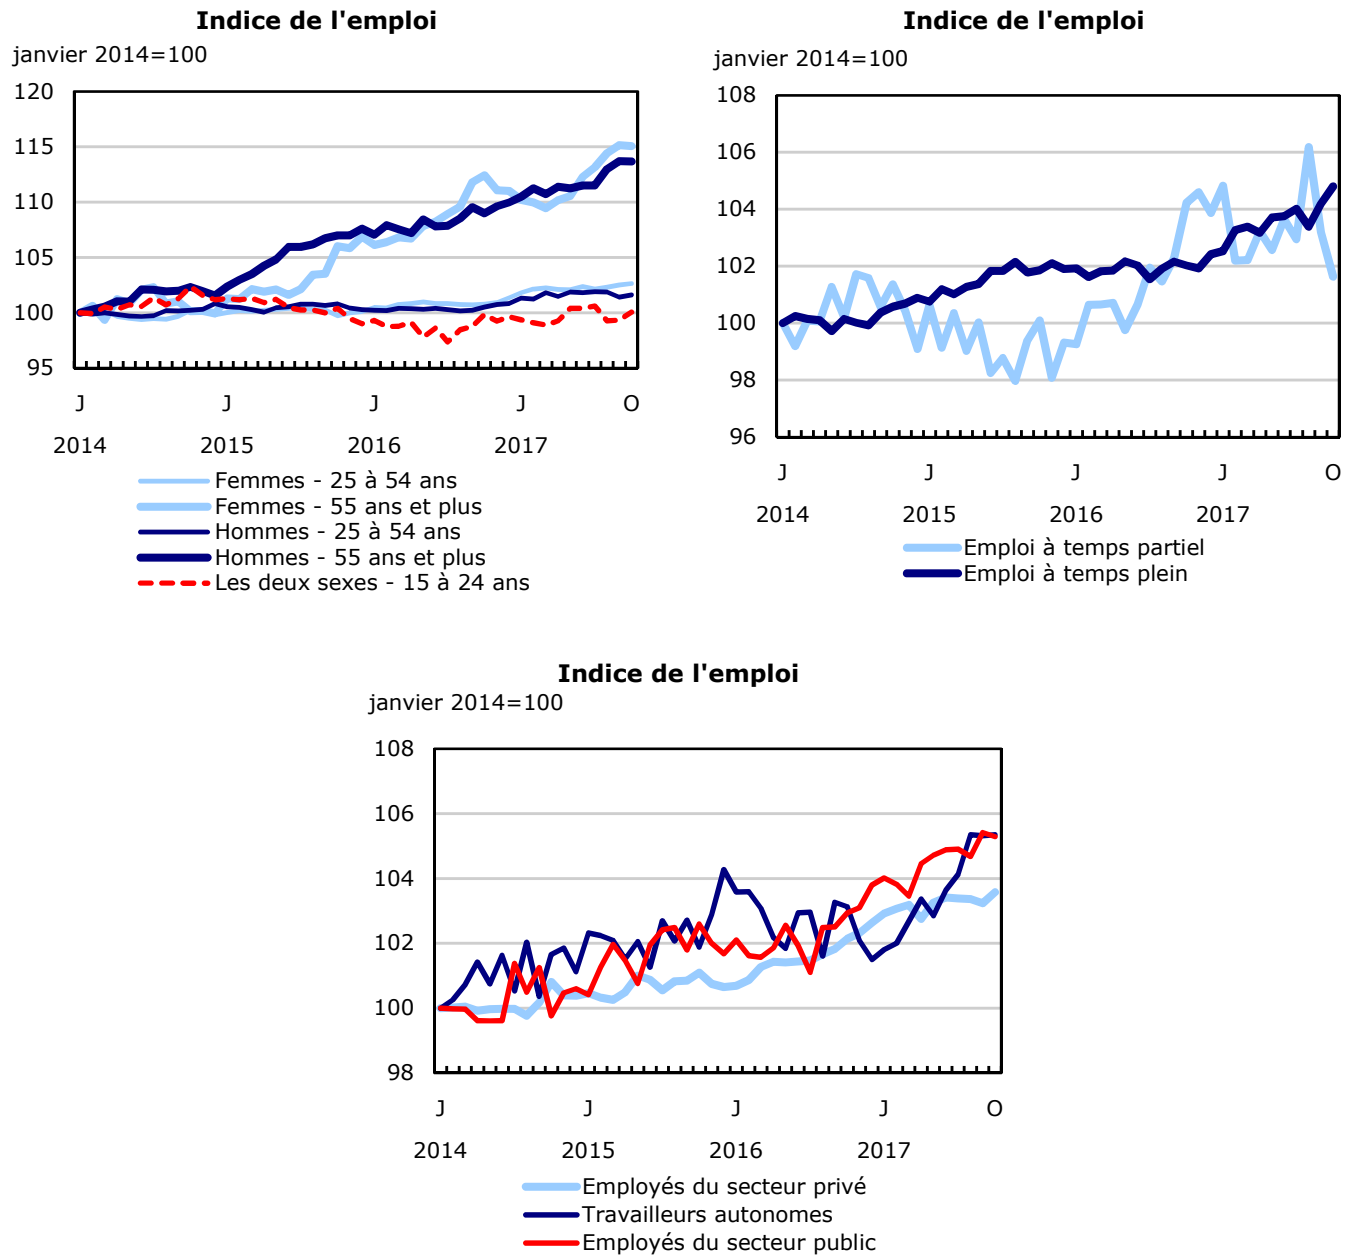 Indice de l'emploi
janvier 2014=100
120
115
110
105
100
95
J J J J O
2014 2015 2016 2017
Femmes - 25 à 54 ans
Femmes - 55 ans et plus
Hommes - 25 à 54 ans
Hommes - 55 ans et plus
Les deux sexes - 15 à 24 ans
Indice de l'emploi
janvier 2014=100
108
106
104
102
100
98
96
J J J J O
2014 2015 2016 2017
Emploi à temps partiel
Emploi à temps plein
Indice de l'emploi
janvier 2014=100
108
106
104
102
100
98
J J J J O
2014 2015 2016 2017
Employés du secteur privé
Travailleurs autonomes
Employés du secteur public